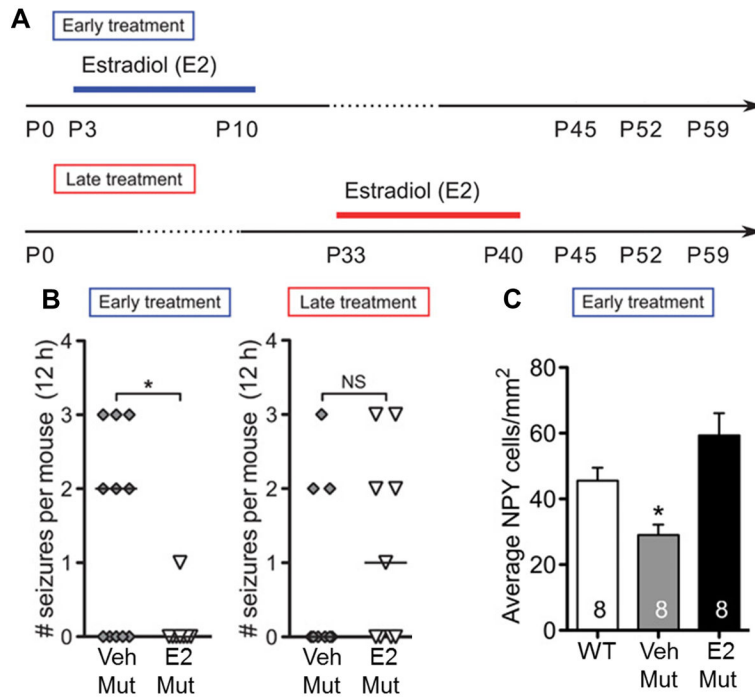 A
Early treatment
Estradiol (E2)
P0 P3 P10 P45 P52 P59
Late treatment
Estradiol (E2)
P0 P33 P40 P45 P52 P59
B
Early treatment
# seizures per mouse (12 h)
4
3
2
1
0
*
Veh Mut
E2 Mut
Late treatment
# seizures per mouse (12 h)
4
3
2
1
0
NS
Veh Mut
E2 Mut
C
Early treatment
Average NPY cells/mm²
80
60
40
20
0
*
8 8 8
WT
Veh Mut
E2 Mut